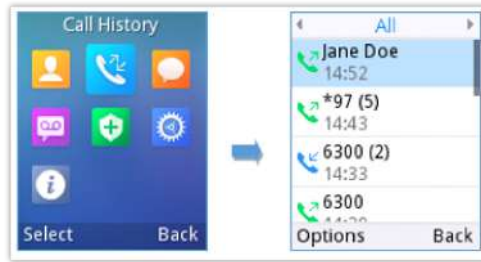 Call History
Select
Back
All
Jane Doe
14:52
*97 (5)
14:43
6300 (2)
14:33
6300
Options
Back